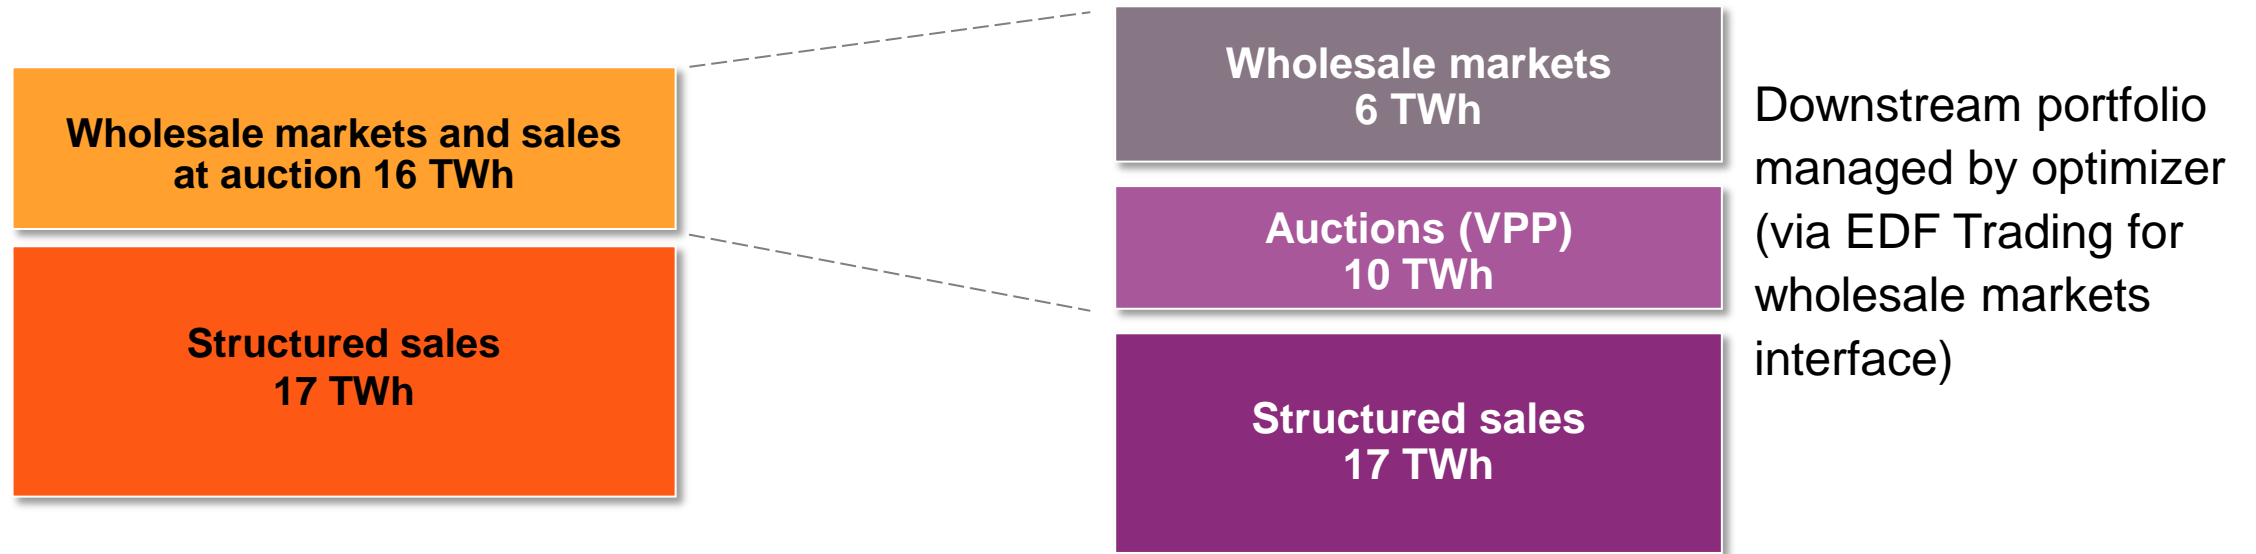 Wholesale markets and sales
at auction 16 TWh
Structured sales
17 TWh
Wholesale markets
6 TWh
Auctions (VPP)
10 TWh
Structured sales
17 TWh
Downstream portfolio
managed by optimizer
(via EDF Trading for
wholesale markets
interface)